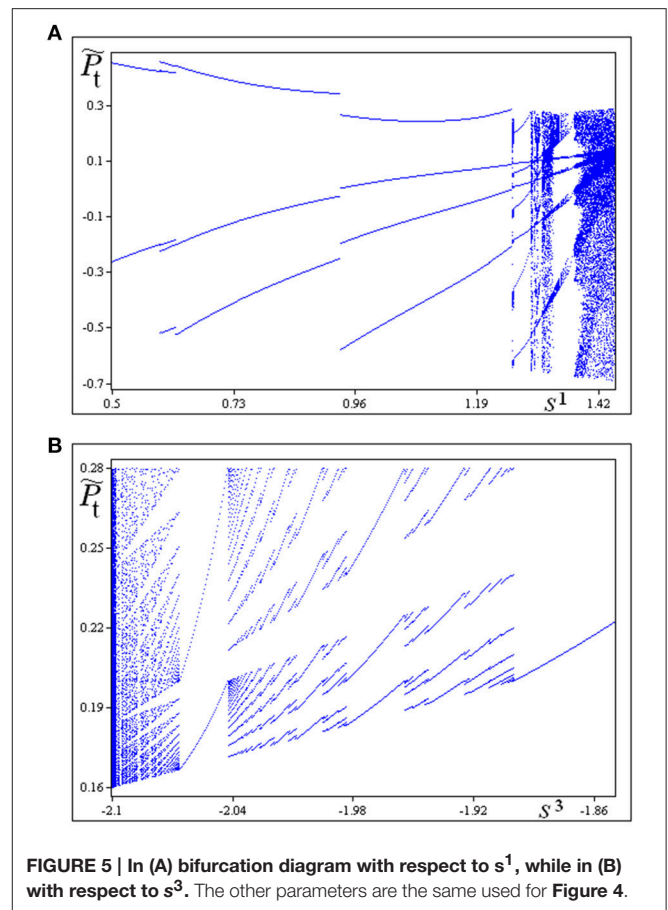 A
P̃t
0.3
0.1
-0.1
-0.3
-0.5
-0.7
0.5 0.73 0.96 1.19 s¹ 1.42
B
0.28
P̃t
0.25
0.22
0.19
0.16
-2.1 -2.04 -1.98 -1.92 s³ -1.86
FIGURE 5 | In (A) bifurcation diagram with respect to s¹, while in (B)
with respect to s³. The other parameters are the same used for Figure 4.